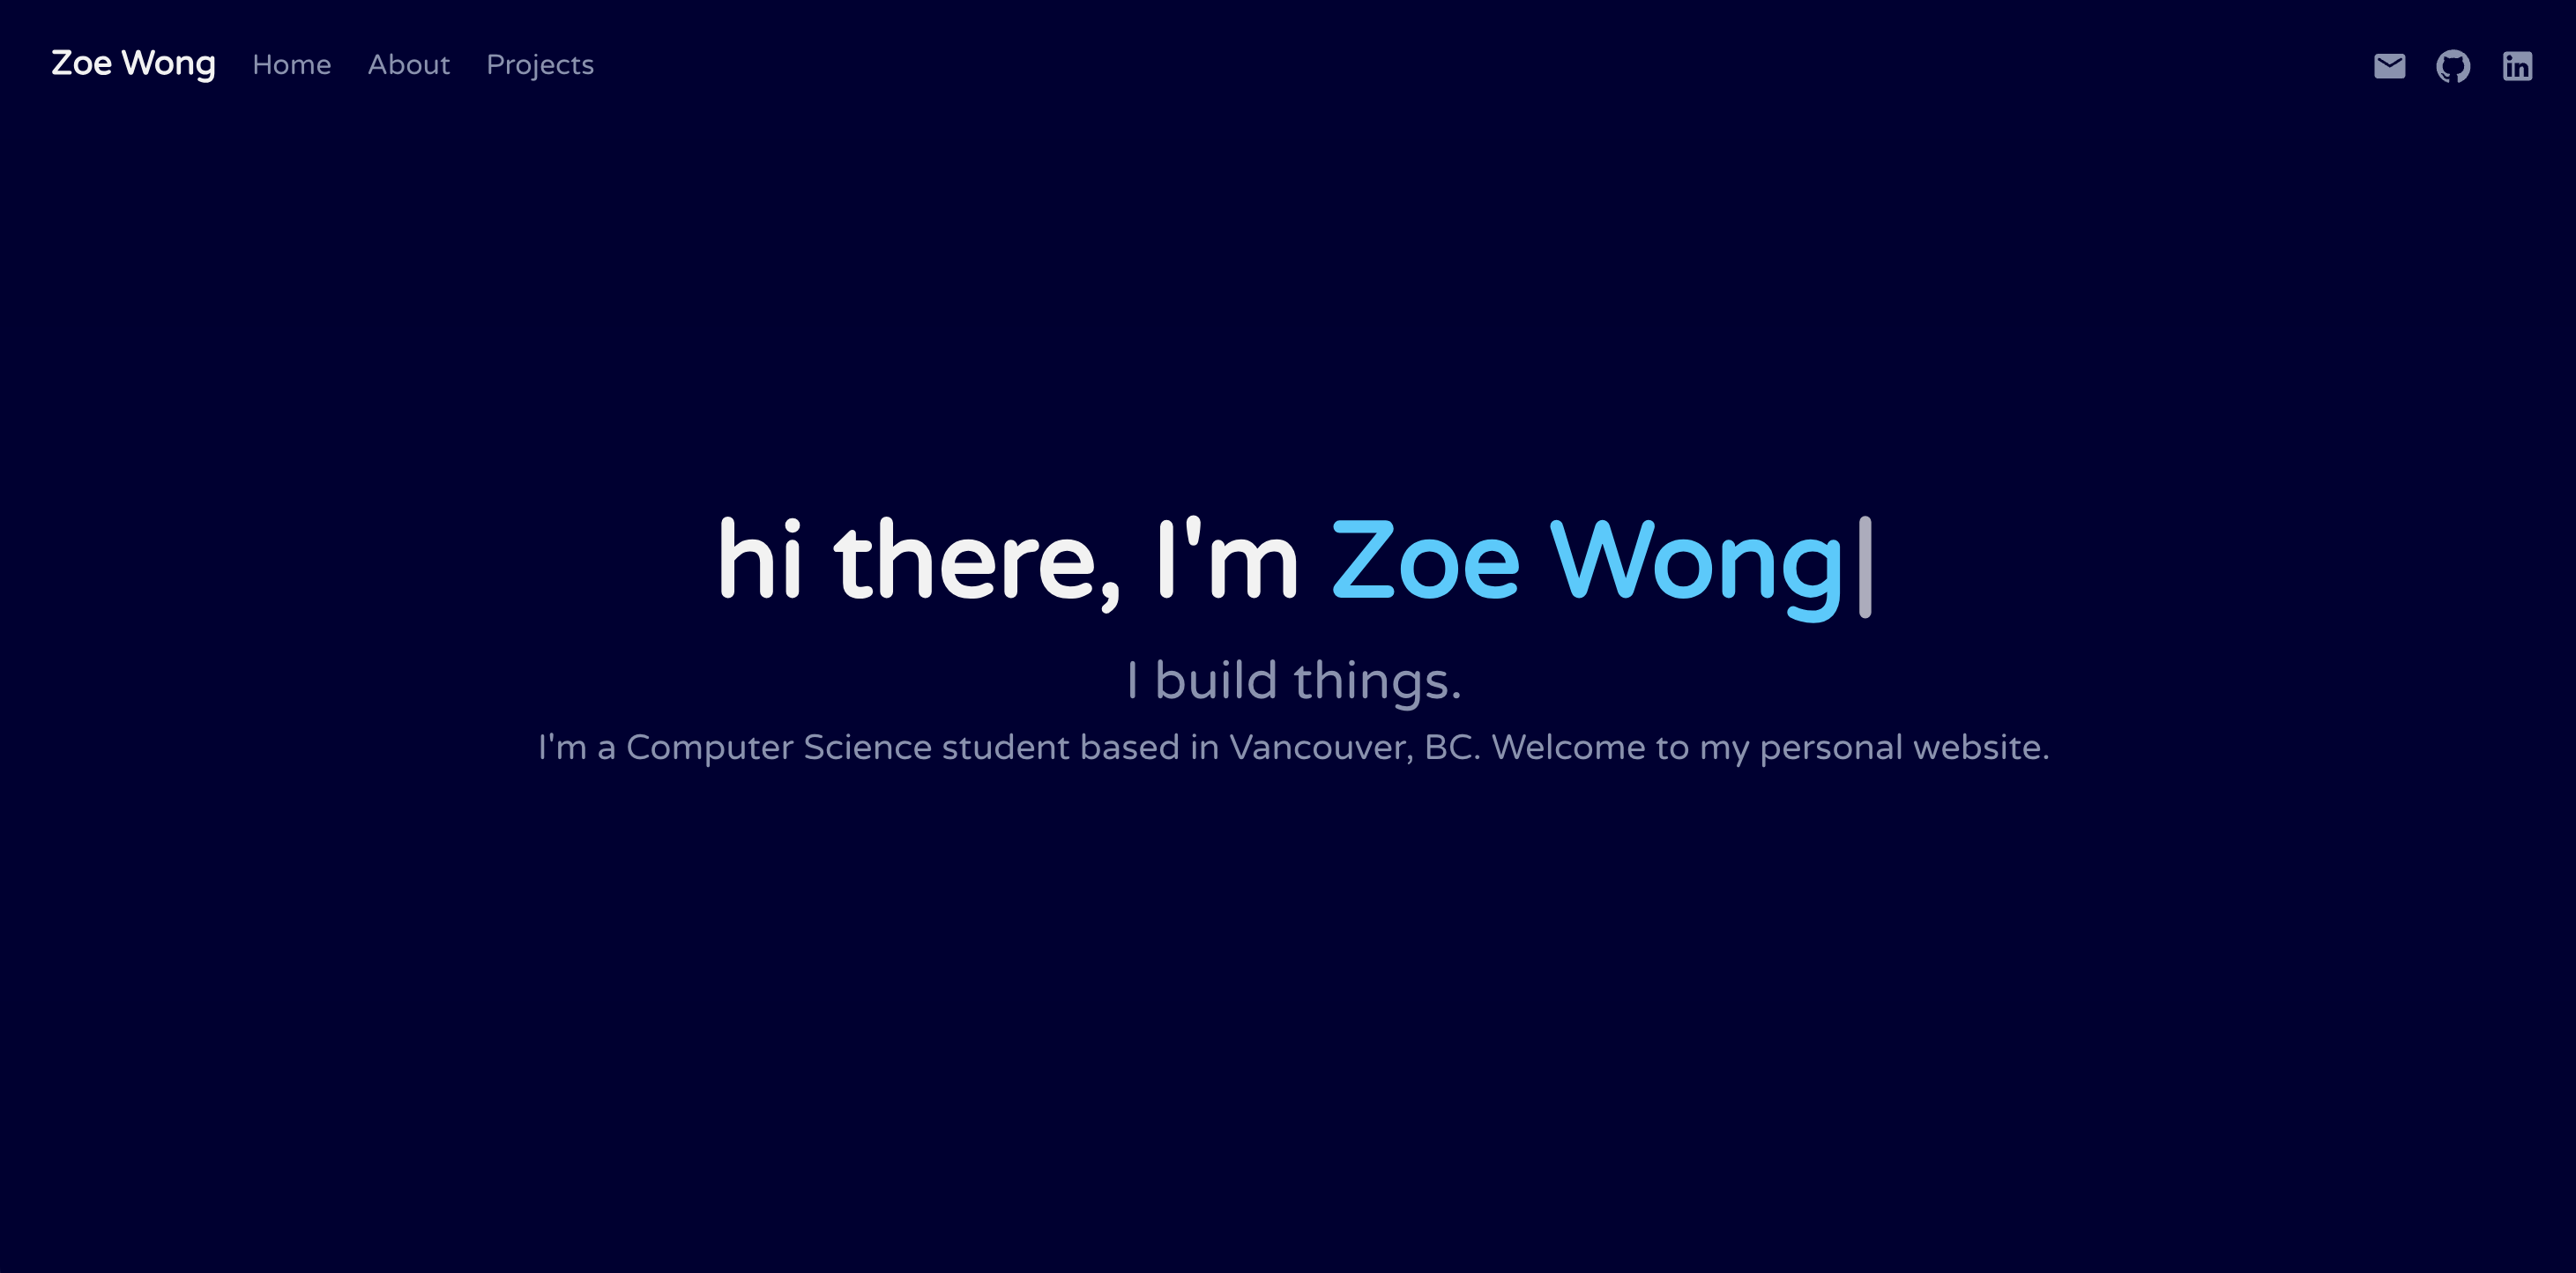 Zoe Wong Home About Projects
hi there, I'm Zoe Wong|
I build things.
I'm a Computer Science student based in Vancouver, BC. Welcome to my personal website.